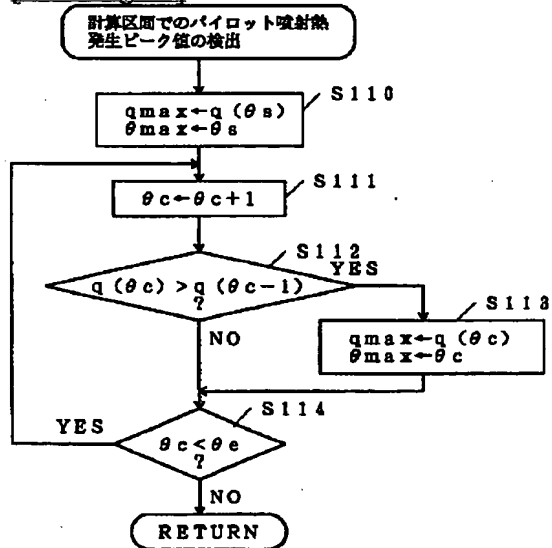 計算区間でのパイロット噴射熱
発生ピーク値の検出
S110
qmax←q(θs)
θmax←θs
S111
θc←θc+1
S112
q(θc)>q(θc-1)
?
YES
NO
S113
qmax←q(θc)
θmax←θc
S114
θc<θe
?
YES
NO
RETURN